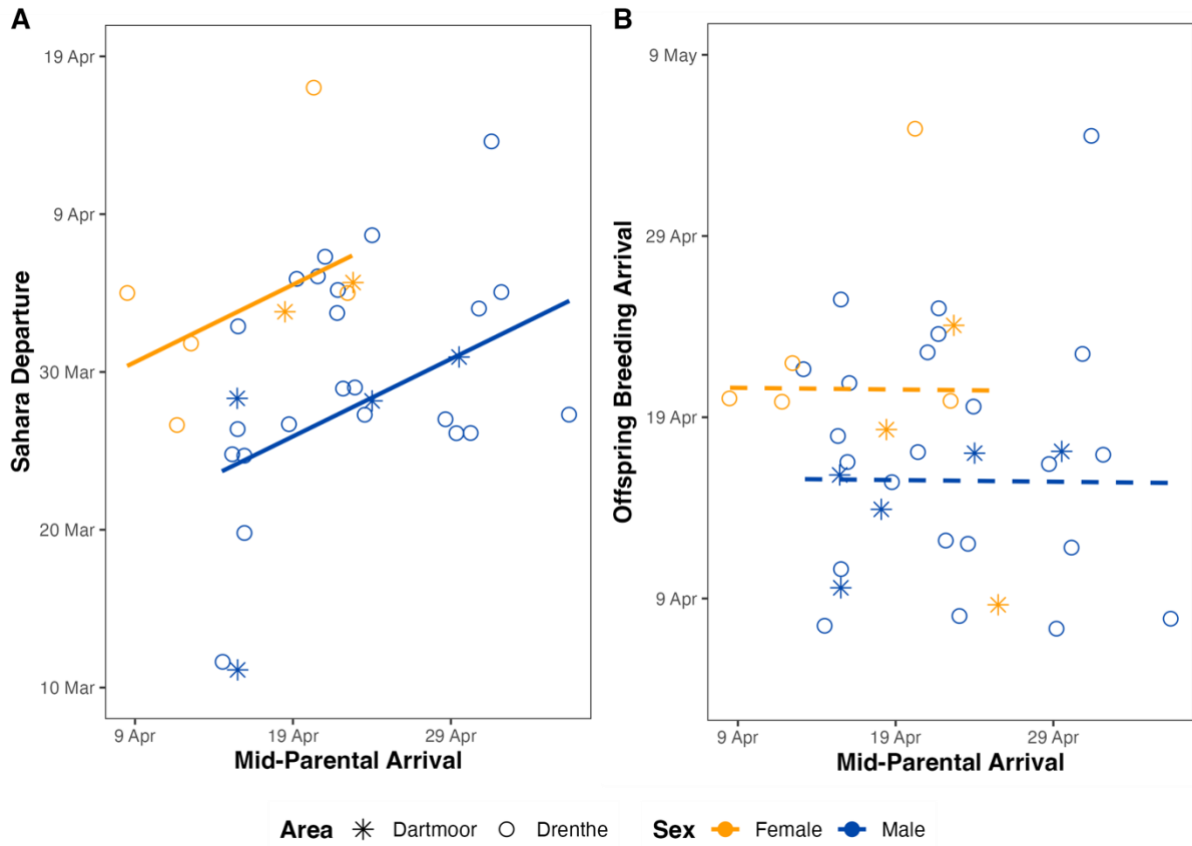 A
19 Apr
9 Apr
30 Mar
20 Mar
10 Mar
Sahara Departure
9 Apr 19 Apr 29 Apr
Mid-Parental Arrival
B
9 May
29 Apr
19 Apr
9 Apr
Offspring Breeding Arrival
9 Apr 19 Apr 29 Apr
Mid-Parental Arrival
Area Dartmoor Drenthe Sex Female Male